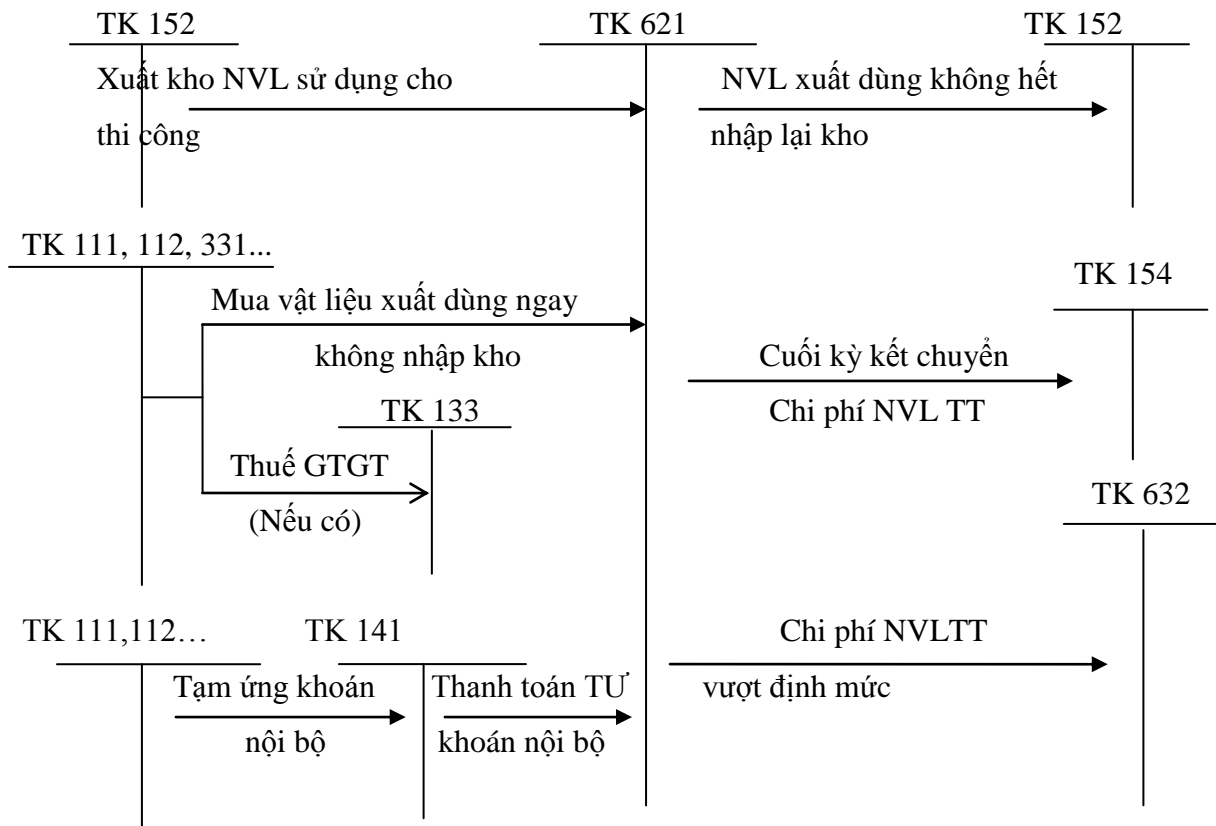 TK 152
TK 621
TK 152
Xuất kho NVL sử dụng cho
thi công
NVL xuất dùng không hết
nhập lại kho
TK 111, 112, 331...
TK 154
Mua vật liệu xuất dùng ngay
không nhập kho
Cuối kỳ kết chuyển
Chi phí NVL TT
TK 133
Thuế GTGT
(Nếu có)
TK 632
TK 111,112…
TK 141
Chi phí NVLTT
vượt định mức
Tạm ứng khoán
nội bộ
Thanh toán TƯ
khoán nội bộ